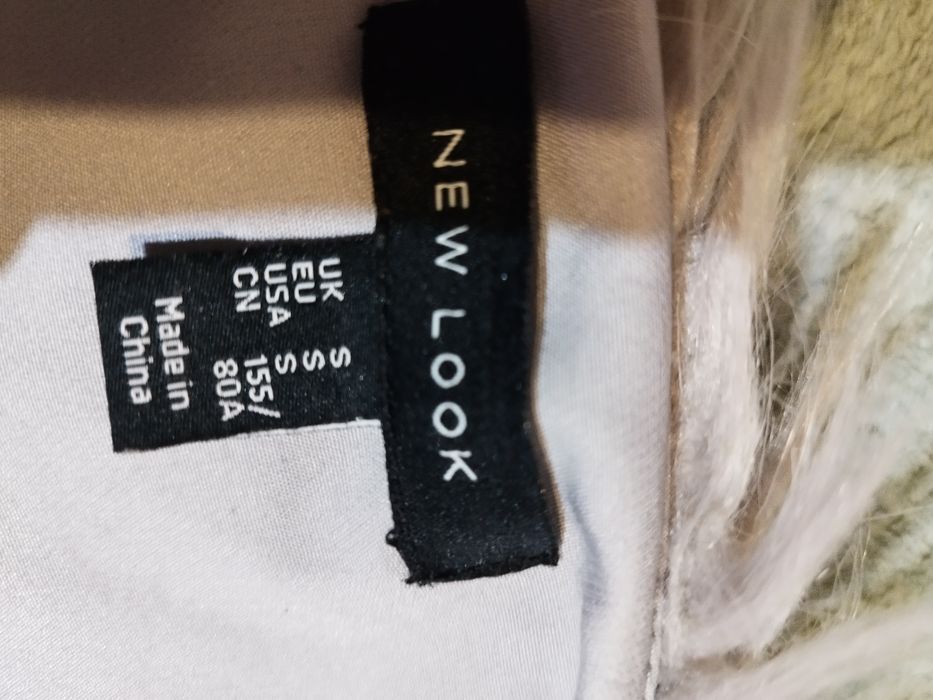 NEW LOOK
UK S
EU S
USA S
CN 155/
80A
Made in
China